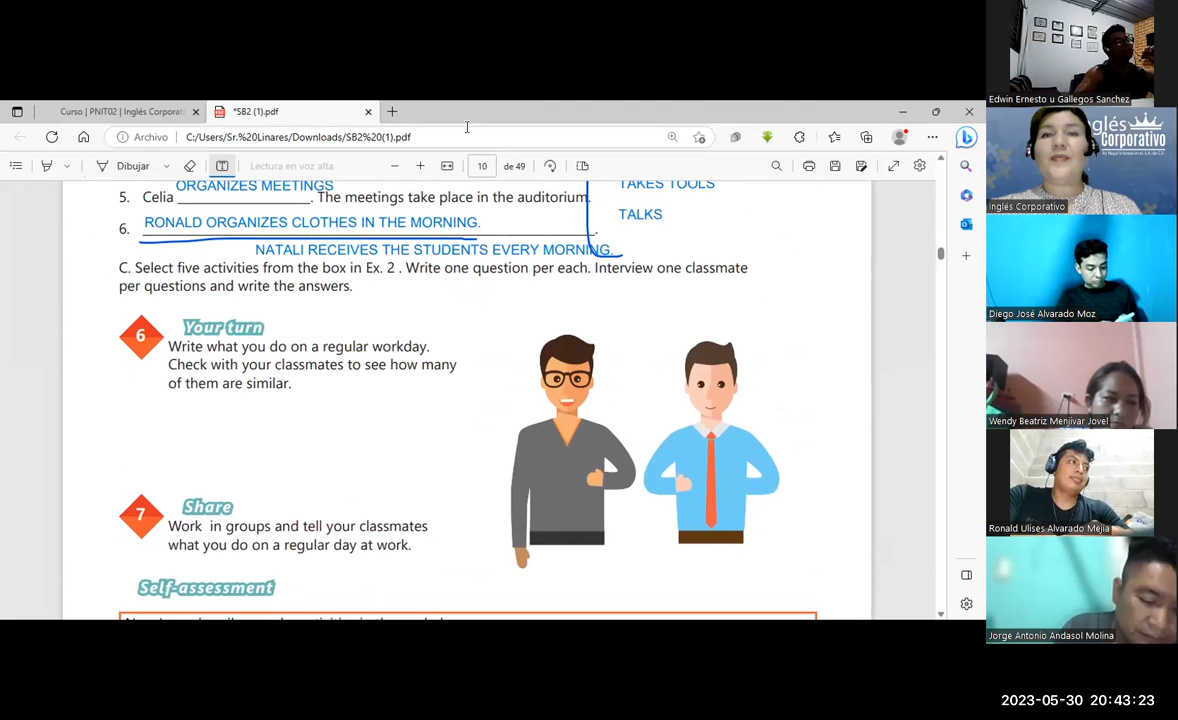 Curso | PNIT02 | Inglés Corporat
*SB2 (1).pdf
Archivo
C:/Users/Sr.%20Linares/Downloads/SB2%20(1).pdf
Dibujar
Lectura en voz alta
10
de 49
ORGANIZES MEETINGS
TAKES TOOLS
5. Celia ______________. The meetings take place in the auditorium.
TALKS
RONALD ORGANIZES CLOTHES IN THE MORNING.
6. ______________.
NATALI RECEIVES THE STUDENTS EVERY MORNING.
C. Select five activities from the box in Ex. 2 . Write one question per each. Interview one classmate
per questions and write the answers.
6
Your turn
Write what you do on a regular workday.
Check with your classmates to see how many
of them are similar.
7
Share
Work in groups and tell your classmates
what you do on a regular day at work.
Self-assessment
Edwin Ernesto u Gallegos Sanchez
Inglés Corporativo
Diego José Alvarado Moz
Wendy Beatriz Menjivar Jovel
Ronald Ulises Alvarado Mejia
Jorge Antonio Andasol Molina
2023-05-30 20:43:23